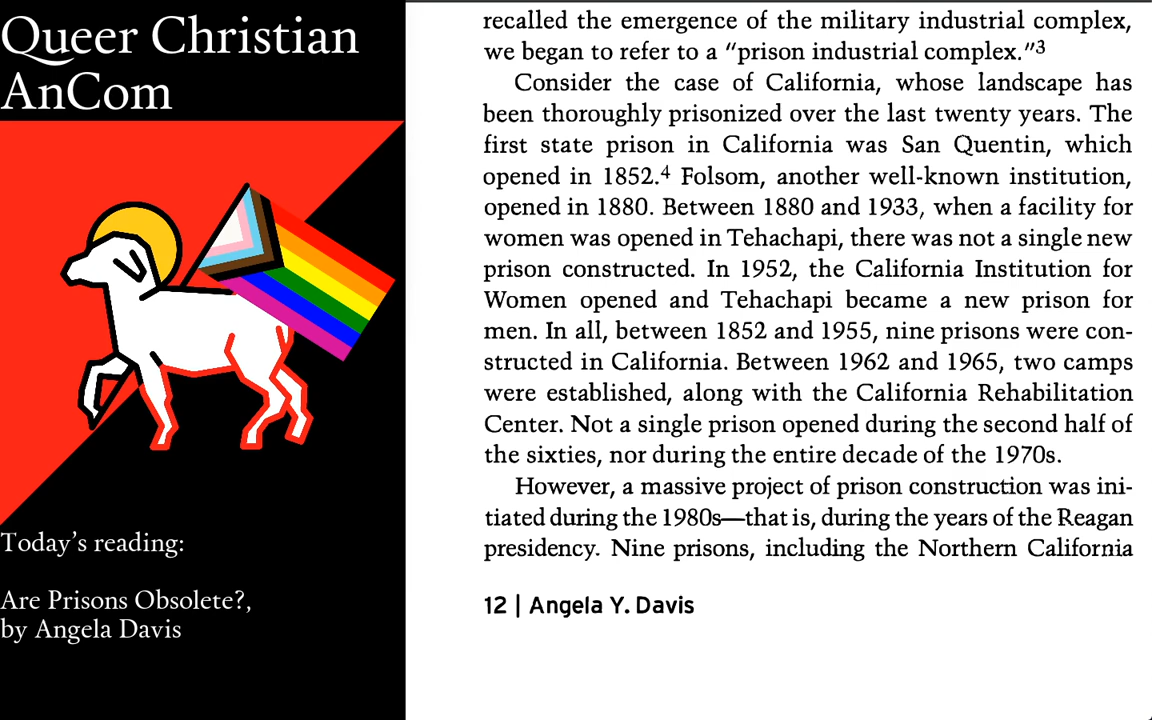 Queer Christian
AnCom
Today's reading:
Are Prisons Obsolete?,
by Angela Davis
recalled the emergence of the military industrial complex,
we began to refer to a "prison industrial complex."3
Consider the case of California, whose landscape has
been thoroughly prisonized over the last twenty years. The
first state prison in California was San Quentin, which
opened in 1852.4 Folsom, another well-known institution,
opened in 1880. Between 1880 and 1933, when a facility for
women was opened in Tehachapi, there was not a single new
prison constructed. In 1952, the California Institution for
Women opened and Tehachapi became a new prison for
men. In all, between 1852 and 1955, nine prisons were con-
structed in California. Between 1962 and 1965, two camps
were established, along with the California Rehabilitation
Center. Not a single prison opened during the second half of
the sixties, nor during the entire decade of the 1970s.
However, a massive project of prison construction was ini-
tiated during the 1980s—that is, during the years of the Reagan
presidency. Nine prisons, including the Northern California
12 | Angela Y. Davis